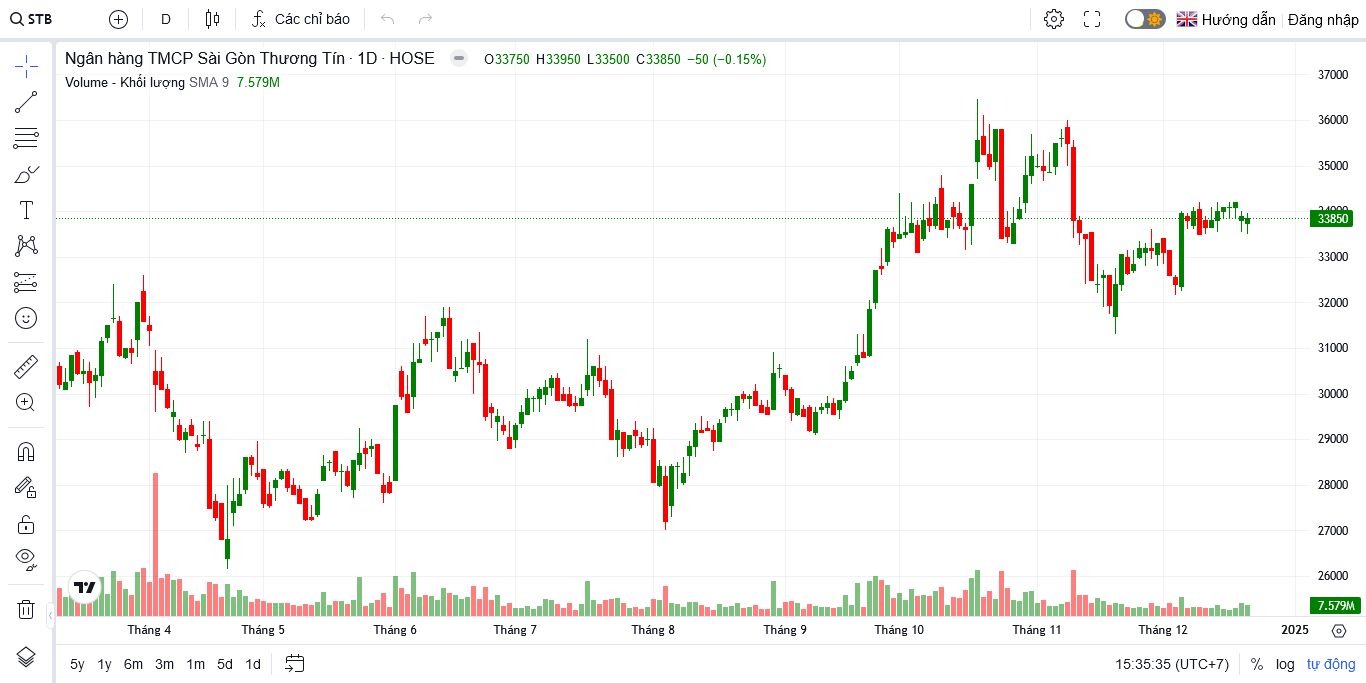 STB D Các chỉ báo Hướng dẫn Đăng nhập
Ngân hàng TMCP Sài Gòn Thương Tín · 1D · HOSE O33750 H33950 L33500 C33850 −50 (−0.15%)
Volume - Khối lượng SMA 9 7.579M
37000
36000
35000
34000
33850
33000
32000
31000
30000
29000
28000
27000
26000
7.579M
Tháng 4 Tháng 5 Tháng 6 Tháng 7 Tháng 8 Tháng 9 Tháng 10 Tháng 11 Tháng 12 2025
5y 1y 6m 3m 1m 5d 1d 15:35:35 (UTC+7) % log tự động